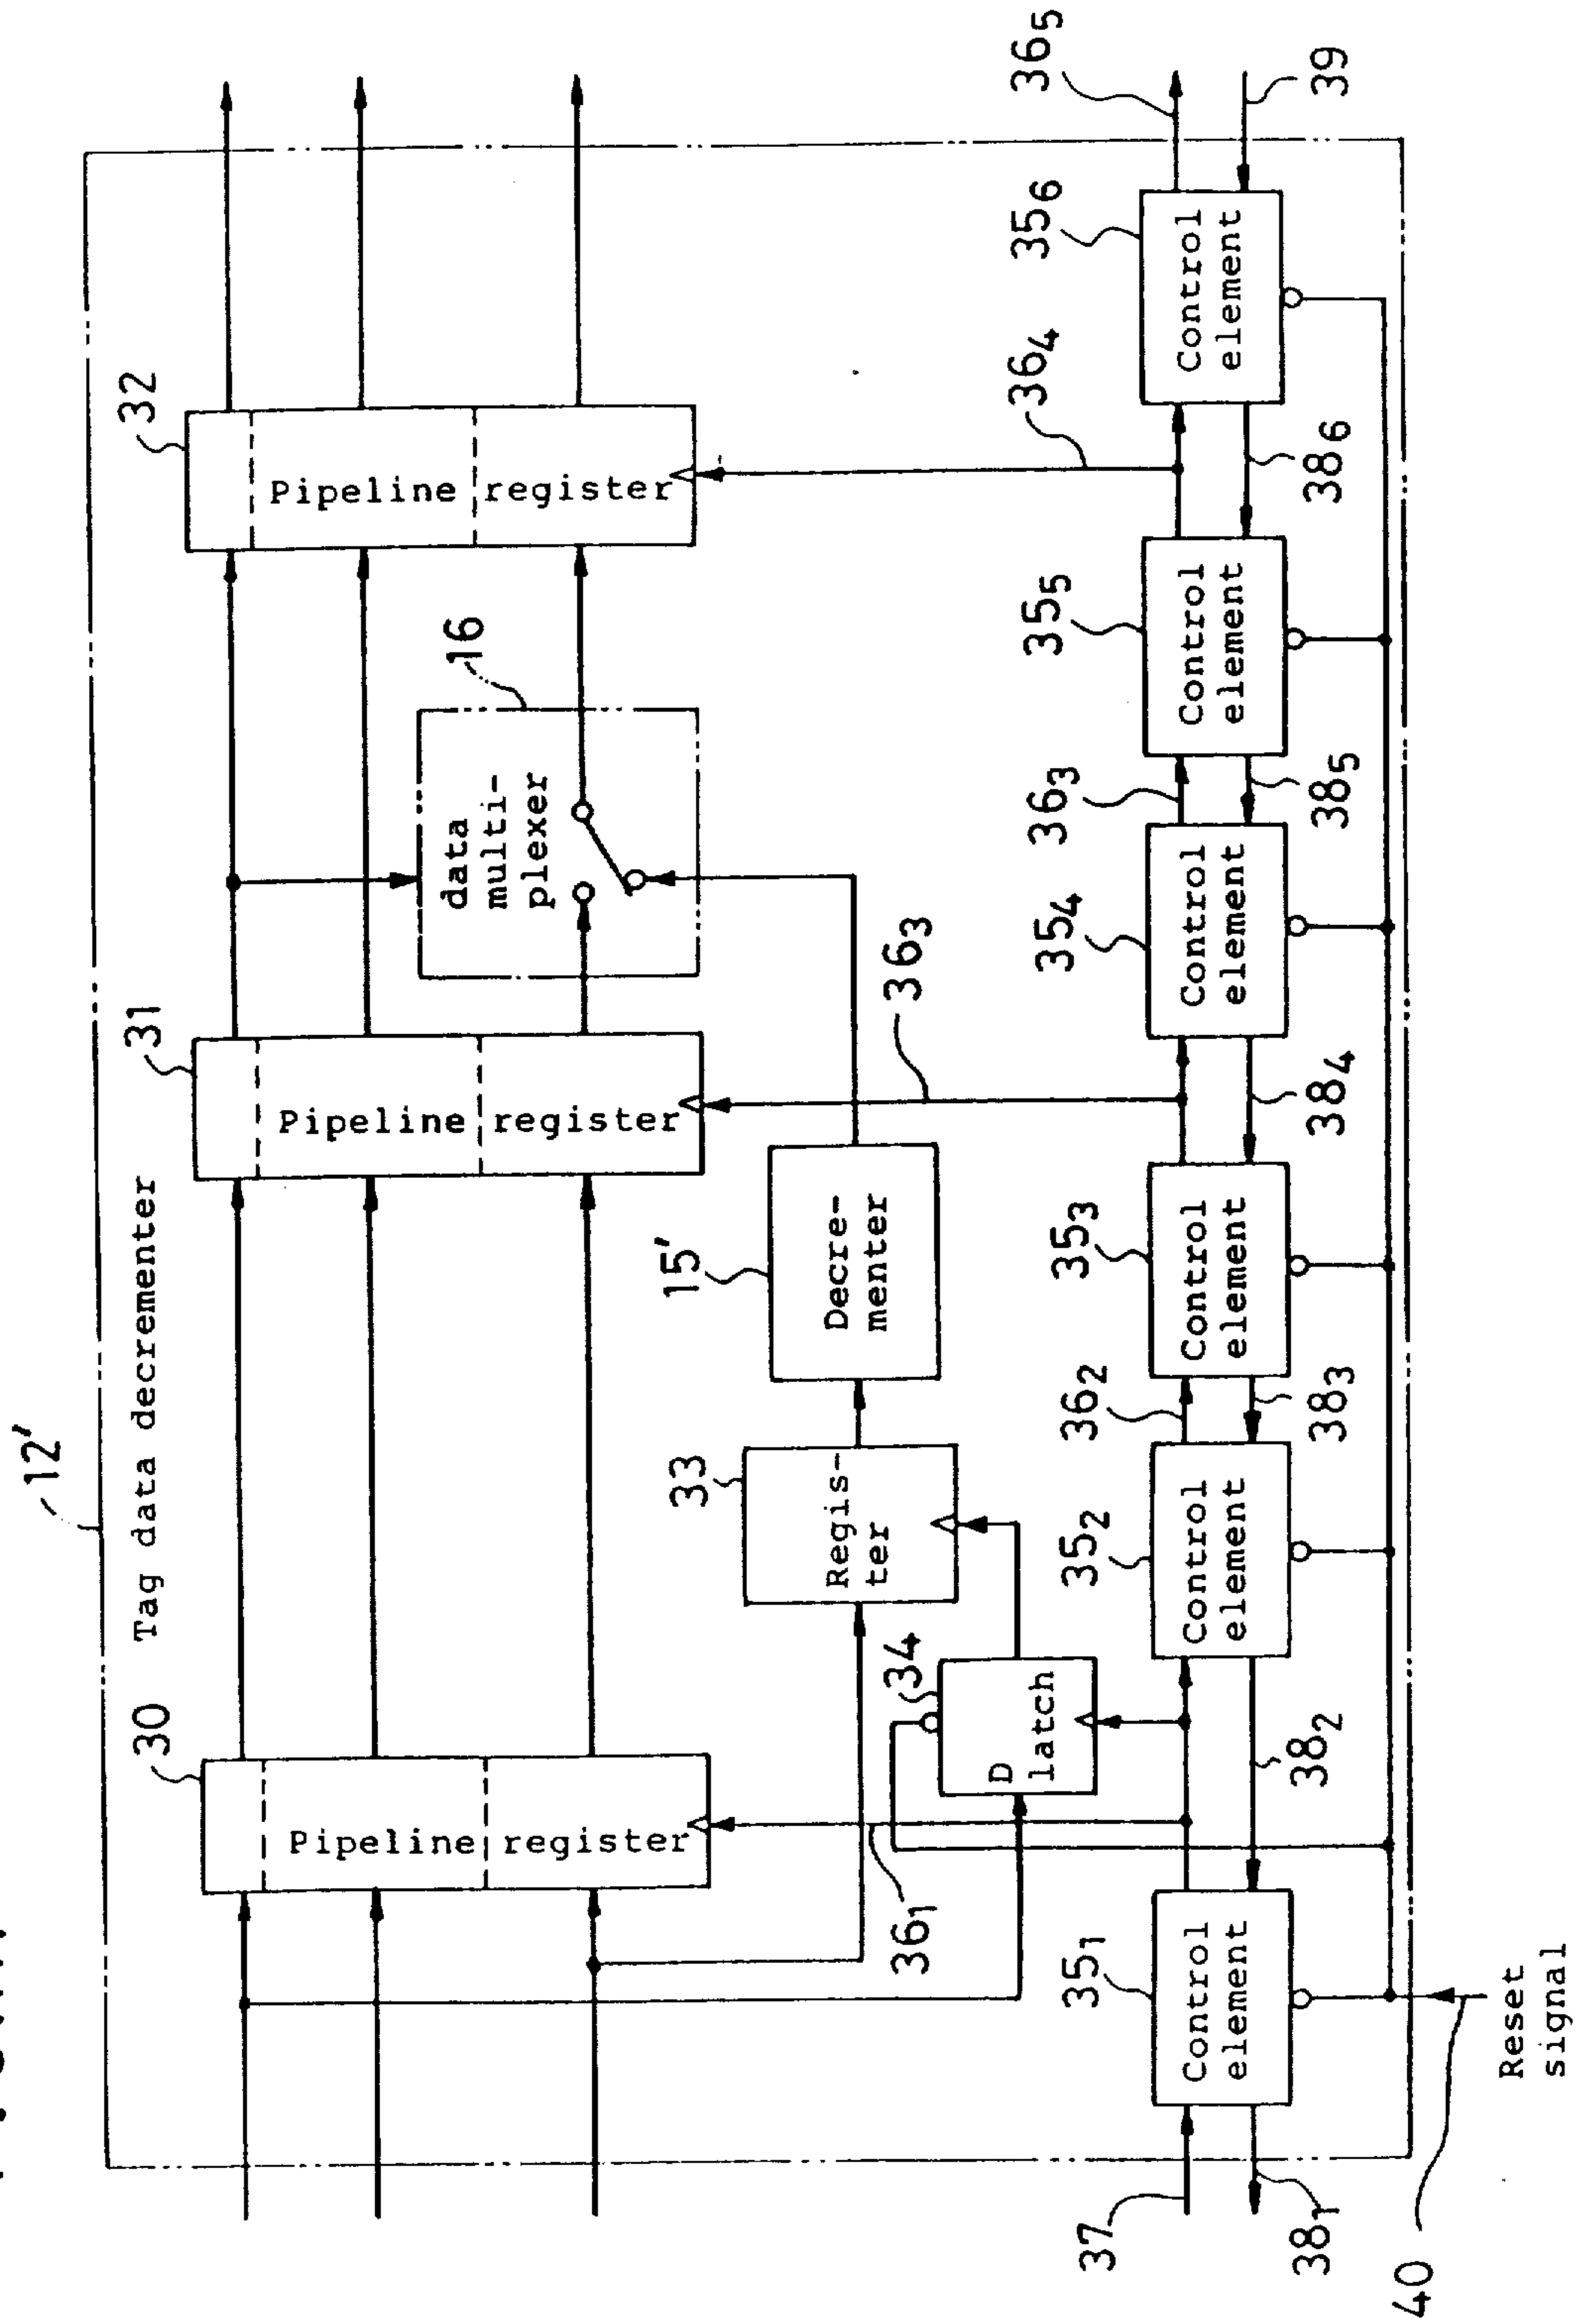 12'
Tag data decrementer
30
31
32
Pipeline register
Pipeline register
Pipeline register
16
data
multi-
plexer
33
Regis-
ter
15'
Decre-
menter
34
D
latch
36₁
36₃
36₄
35₁
Control
element
35₂
Control
element
35₃
Control
element
35₄
Control
element
35₅
Control
element
35₆
Control
element
36₂
36₃
36₅
37
38₁
38₂
38₃
38₄
38₅
38₆
39
40
Reset
signal